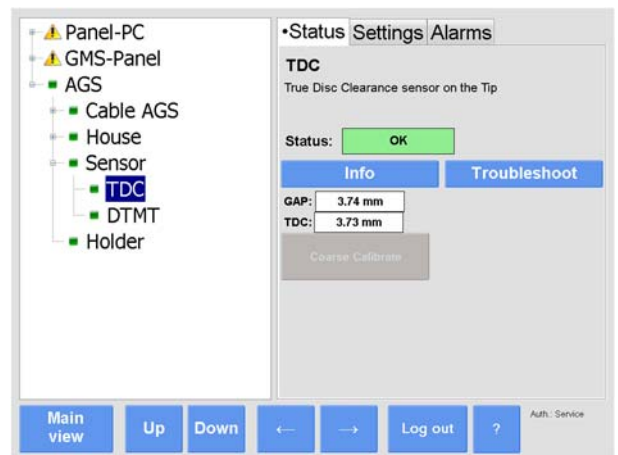 Panel-PC
GMS-Panel
AGS
Cable AGS
House
Sensor
TDC
DTMT
Holder
•Status Settings Alarms
TDC
True Disc Clearance sensor on the Tip
Status: OK
Info Troubleshoot
GAP: 3.74 mm
TDC: 3.73 mm
Coarse Calibrate
Main view Up Down ← → Log out ? Auth.: Service